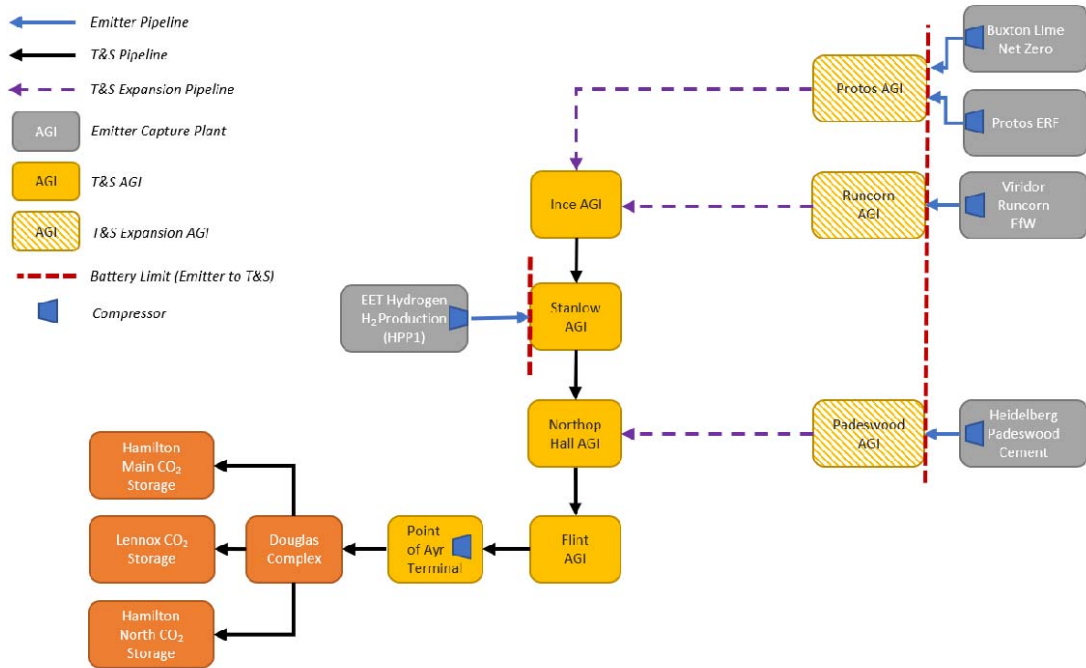 Emitter Pipeline
T&S Pipeline
T&S Expansion Pipeline
AGI
Emitter Capture Plant
AGI
T&S AGI
AGI
T&S Expansion AGI
Battery Limit (Emitter to T&S)
Compressor
Buxton Lime
Net Zero
Protos AGI
Protos ERF
Ince AGI
Runcorn
AGI
Viridor
Runcorn
EfW
EET Hydrogen
H₂ Production
(HPP1)
Stanlow
AGI
Northop
Hall AGI
Padeswood
AGI
Heidelberg
Padeswood
Cement
Hamilton
Main CO₂
Storage
Lennox CO₂
Storage
Douglas
Complex
Point
of Ayr
Terminal
Flint
AGI
Hamilton
North CO₂
Storage